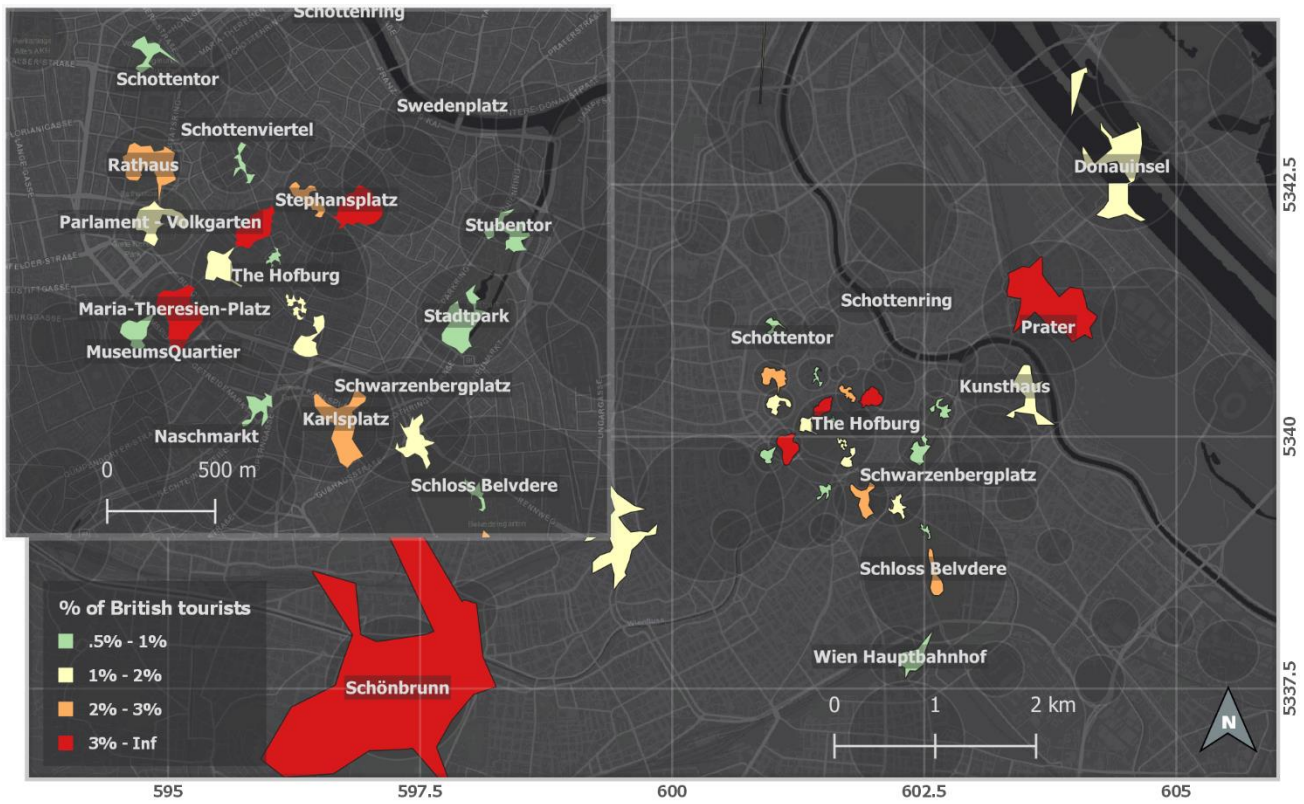 Schottenring
Schottentor
Swedenplatz
Schottenviertel
Rathaus
Stephansplatz
Parlament - Volkgarten
Stubentor
The Hofburg
Maria-Theresien-Platz
Stadtpark
MuseumsQuartier
Schwarzenbergplatz
Karlsplatz
Naschmarkt
0 500 m
Schloss Belvdere
Donauinsel
5342.5
Schottenring
Prater
Schottentor
Kunsthaus
The Hofburg
5340
Schwarzenbergplatz
Schloss Belvdere
Wien Hauptbahnhof
Schönbrunn
5337.5
% of British tourists
.5% - 1%
1% - 2%
2% - 3%
3% - Inf
0 1 2 km
N
595 597.5 600 602.5 605